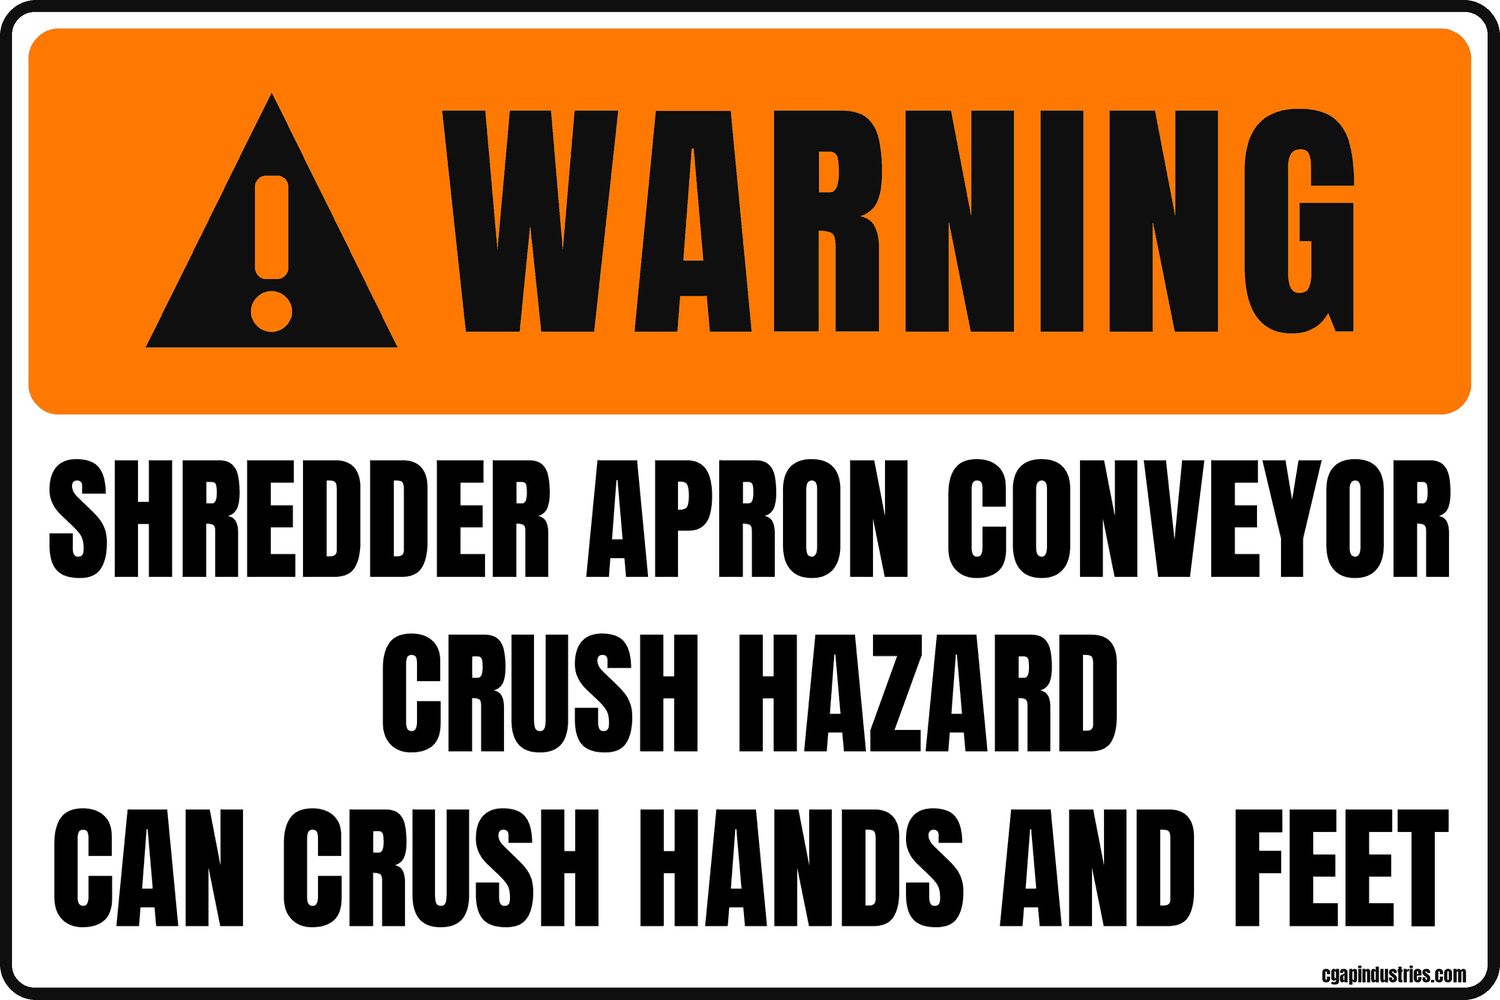 WARNING
SHREDDER APRON CONVEYOR
CRUSH HAZARD
CAN CRUSH HANDS AND FEET
cgapindustries.com